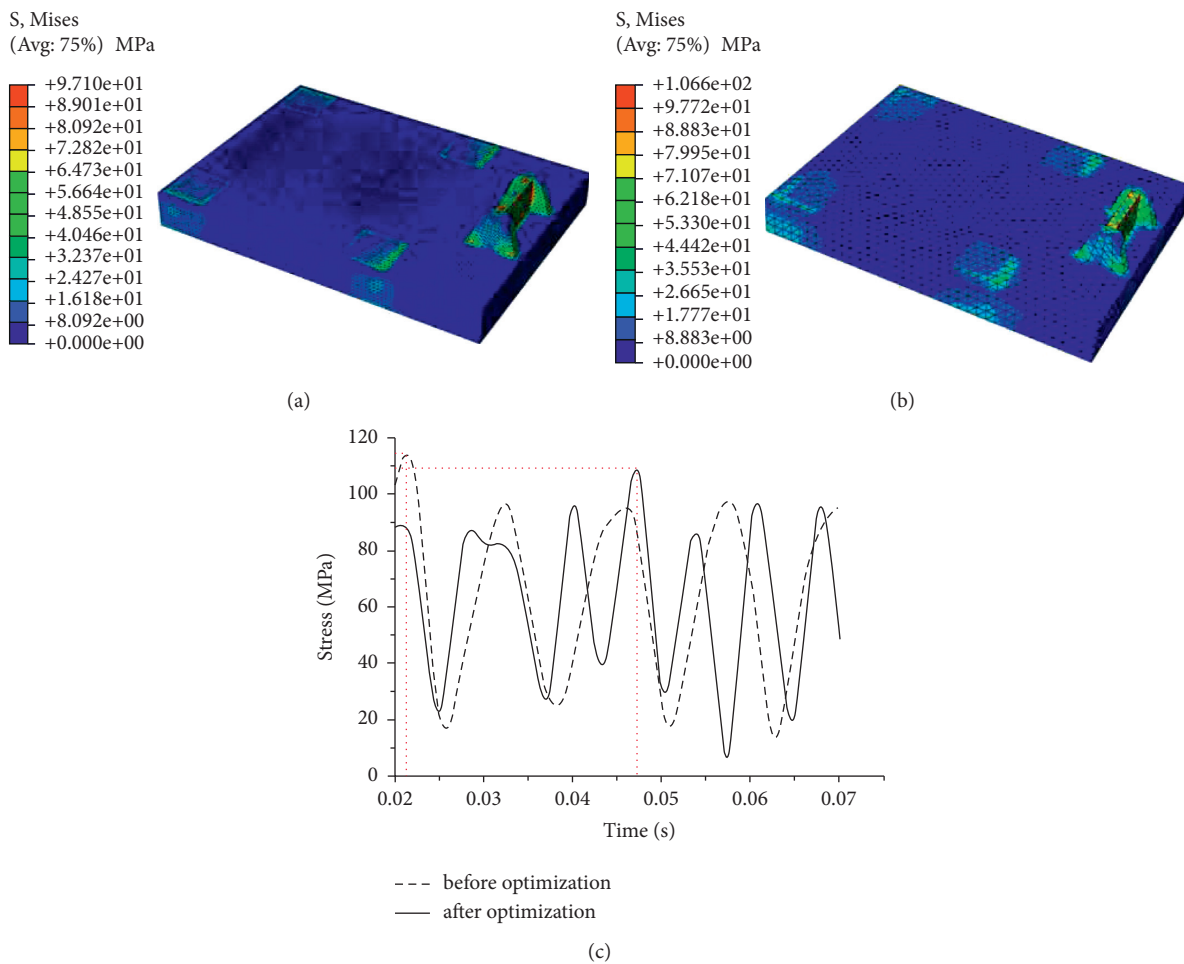 S, Mises
(Avg: 75%) MPa
+9.710e+01
+8.901e+01
+8.092e+01
+7.282e+01
+6.473e+01
+5.664e+01
+4.855e+01
+4.046e+01
+3.237e+01
+2.427e+01
+1.618e+01
+8.092e+00
+0.000e+00
(a)
S, Mises
(Avg: 75%) MPa
+1.066e+02
+9.772e+01
+8.883e+01
+7.995e+01
+7.107e+01
+6.218e+01
+5.330e+01
+4.442e+01
+3.553e+01
+2.665e+01
+1.777e+01
+8.883e+00
+0.000e+00
(b)
120
100
80
60
40
20
0
Stress (MPa)
0.02 0.03 0.04 0.05 0.06 0.07
Time (s)
before optimization
after optimization
(c)